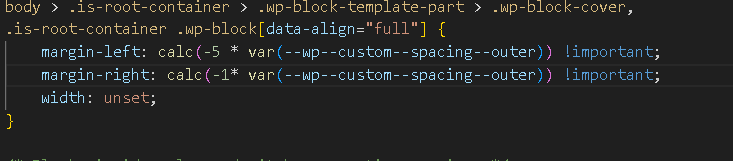 body > .is-root-container > .wp-block-template-part > .wp-block-cover,
.is-root-container .wp-block[data-align="full"] {
margin-left: calc(-5 * var(--wp--custom--spacing--outer)) !important;
margin-right: calc(-1* var(--wp--custom--spacing--outer)) !important;
width: unset;
}